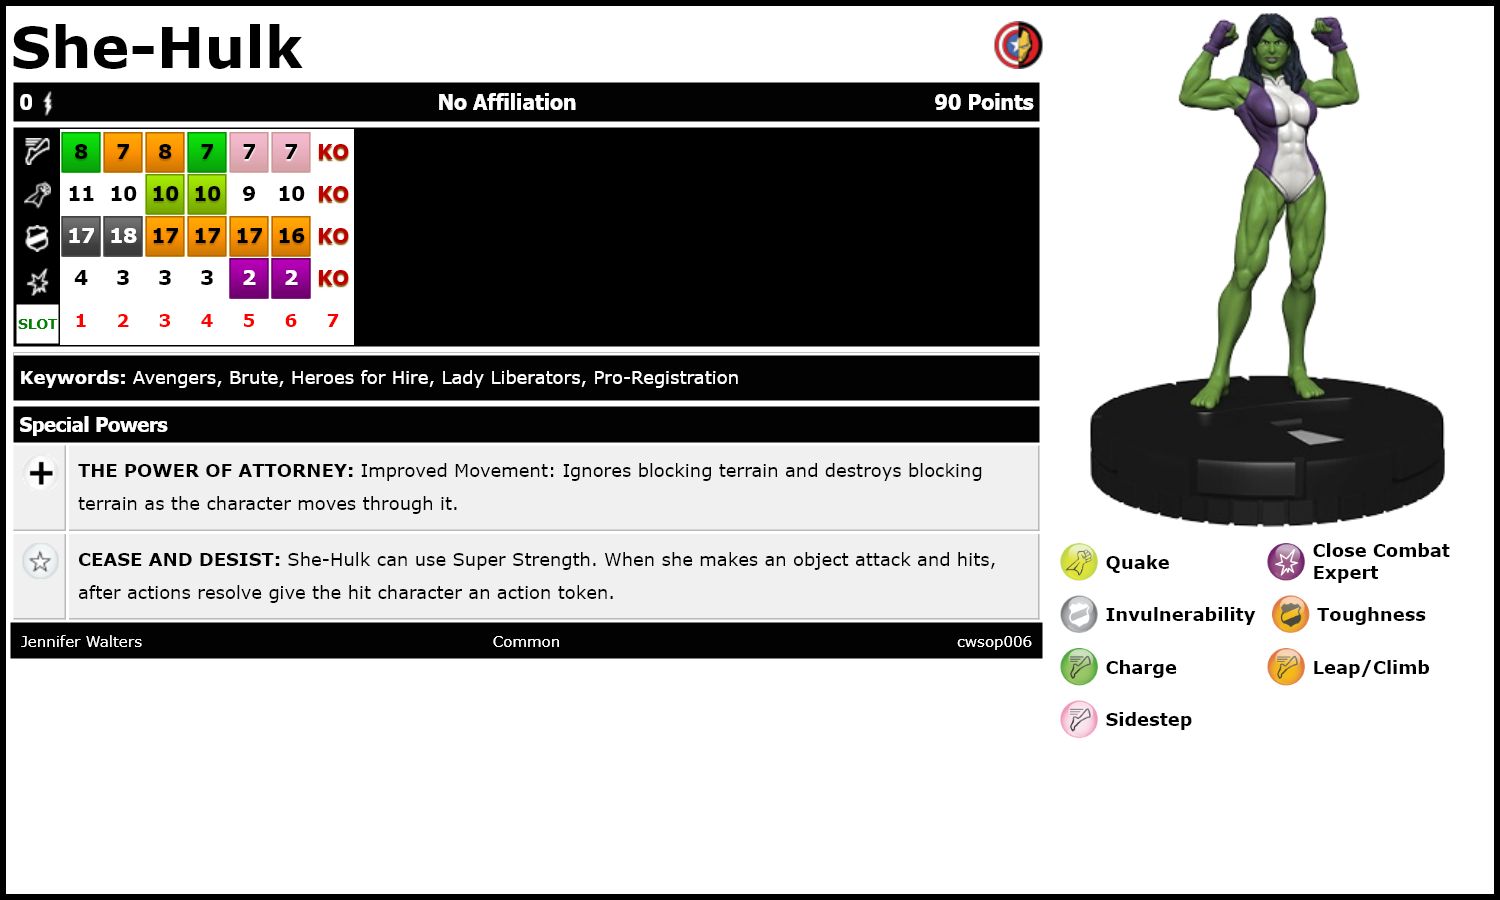 She-Hulk
0 No Affiliation 90 Points
8 7 8 7 7 7 KO
11 10 10 10 9 10 KO
17 18 17 17 17 16 KO
4 3 3 3 2 2 KO
SLOT 1 2 3 4 5 6 7
Keywords: Avengers, Brute, Heroes for Hire, Lady Liberators, Pro-Registration
Special Powers
THE POWER OF ATTORNEY: Improved Movement: Ignores blocking terrain and destroys blocking
terrain as the character moves through it.
CEASE AND DESIST: She-Hulk can use Super Strength. When she makes an object attack and hits,
after actions resolve give the hit character an action token.
Jennifer Walters Common cwsop006
Quake
Close Combat
Expert
Invulnerability
Toughness
Charge
Leap/Climb
Sidestep